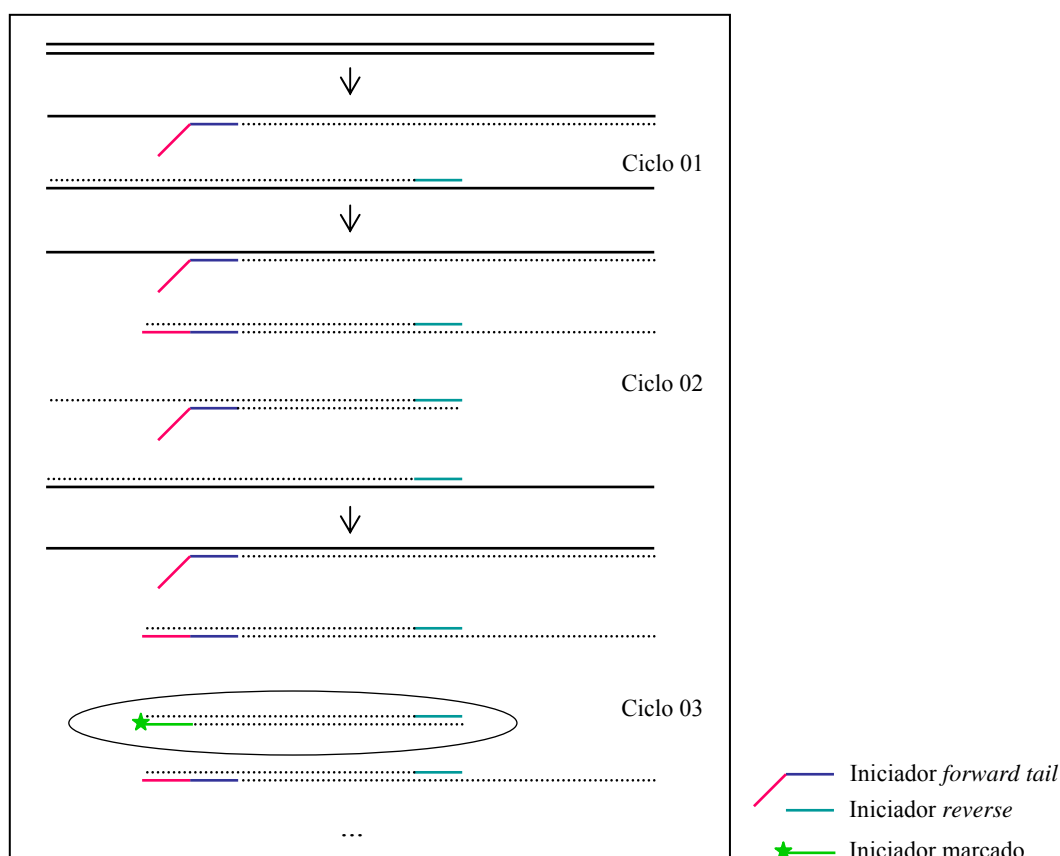 Ciclo 01
Ciclo 02
Ciclo 03
...
Iniciador forward tail
Iniciador reverse
Iniciador marcado